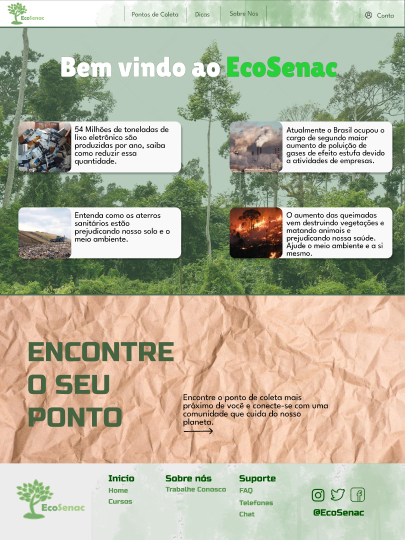 EcoSenac
Pontos de Coleta
Dicas
Sobre Nós
Conta
Bem vindo ao EcoSenac
54 Milhões de toneladas de
lixo eletrônico são
produzidas por ano, saiba
como reduzir essa
quantidade.
Atualmente o Brasil ocupou o
cargo de segundo maior
aumento de poluição de
gases de efeito estufa devido
a atividades de empresas.
Entenda como os aterros
sanitários estão
prejudicando nosso solo e o
meio ambiente.
O aumento das queimadas
vem destruindo vegetações e
matando animais e
prejudicando nossa saúde.
Ajude o meio ambiente e a si
mesmo.
ENCONTRE
O SEU
PONTO
Encontre o ponto de coleta mais
próximo de você e conecte-se com uma
comunidade que cuida do nosso
planeta.
EcoSenac
Início
Home
Cursos
Sobre nós
Trabalhe Conosco
Suporte
FAQ
Telefones
Chat
@EcoSenac